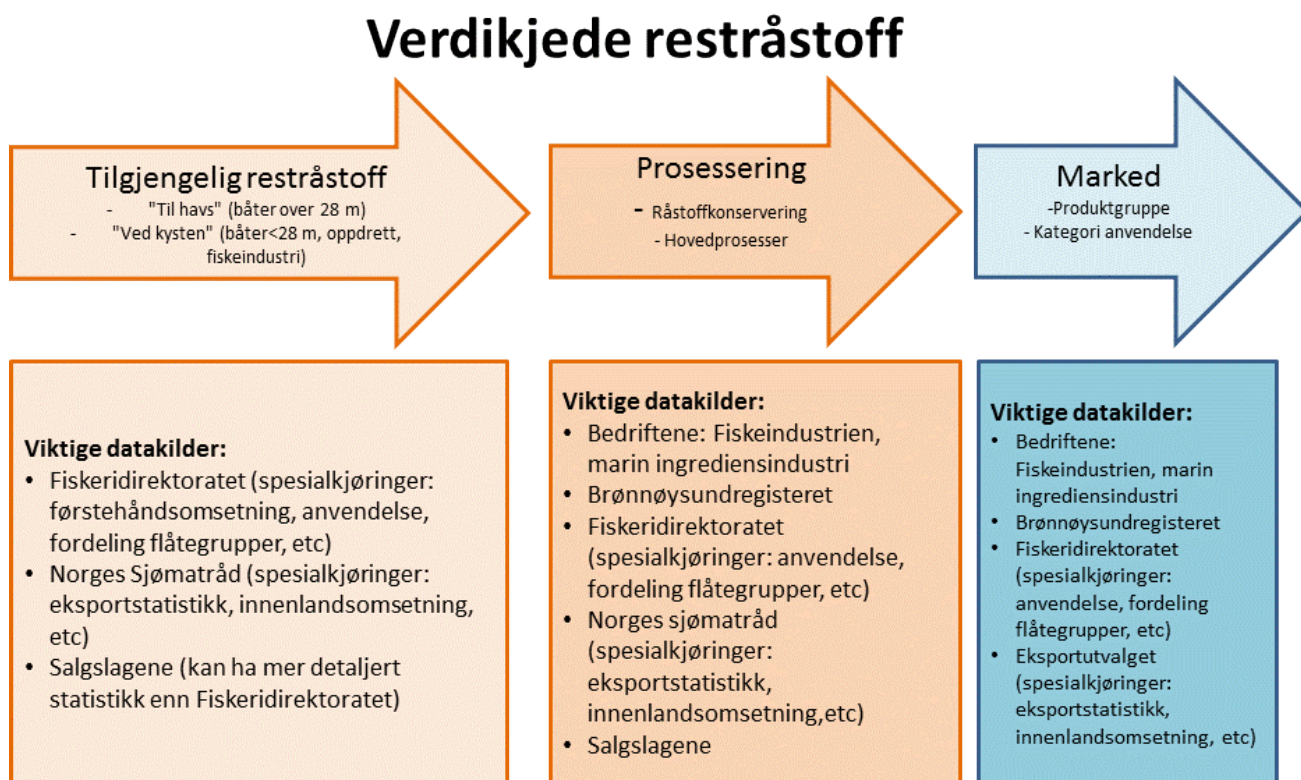 Verdikjede restråstoff
Tilgjengelig restråstoff
- "Til havs" (båter over 28 m)
- "Ved kysten" (båter<28 m, oppdrett,
fiskeindustri)
Prosessering
- Råstoffkonservering
- Hovedprosesser
Marked
-Produktgruppe
- Kategori anvendelse
Viktige datakilder:
• Fiskeridirektoratet (spesialkjøringer:
førstehåndsomsetning, anvendelse,
fordeling flåtegrupper, etc)
• Norges Sjømatråd (spesialkjøringer:
eksportstatistikk, innenlandsomsetning,
etc)
• Salgslagene (kan ha mer detaljert
statistikk enn Fiskeridirektoratet)
Viktige datakilder:
• Bedriftene: Fiskeindustrien,
marin ingrediensindustri
• Brønnøysundregisteret
• Fiskeridirektoratet
(spesialkjøringer: anvendelse,
fordeling flåtegrupper, etc)
• Norges sjømatråd
(spesialkjøringer:
eksportstatistikk,
innenlandsomsetning,etc)
• Salgslagene
Viktige datakilder:
• Bedriftene:
Fiskeindustrien, marin
ingrediensindustri
• Brønnøysundregisteret
• Fiskeridirektoratet
(spesialkjøringer:
anvendelse, fordeling
flåtegrupper, etc)
• Eksportutvalget
(spesialkjøringer:
eksportstatistikk,
innenlandsomsetning, etc)